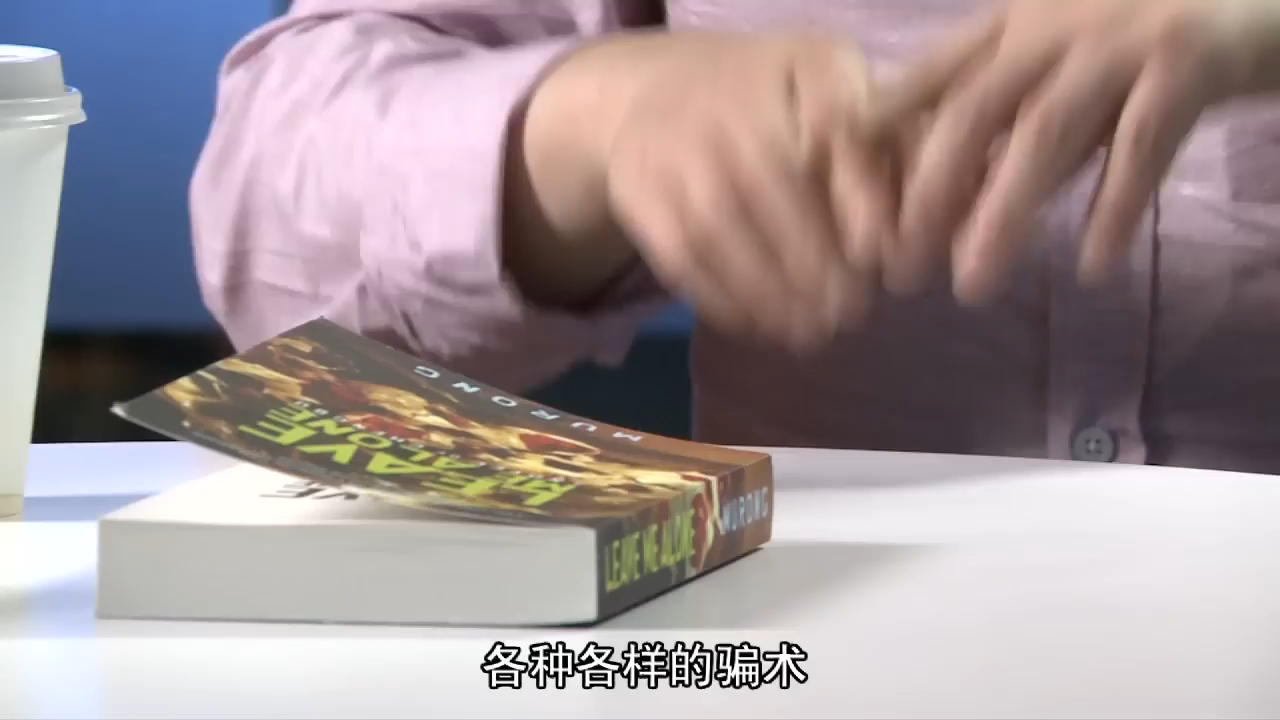 MURONG
LEAVE
ME ALONE
LEAVE ME ALONE
MURONG
各种各样的骗术